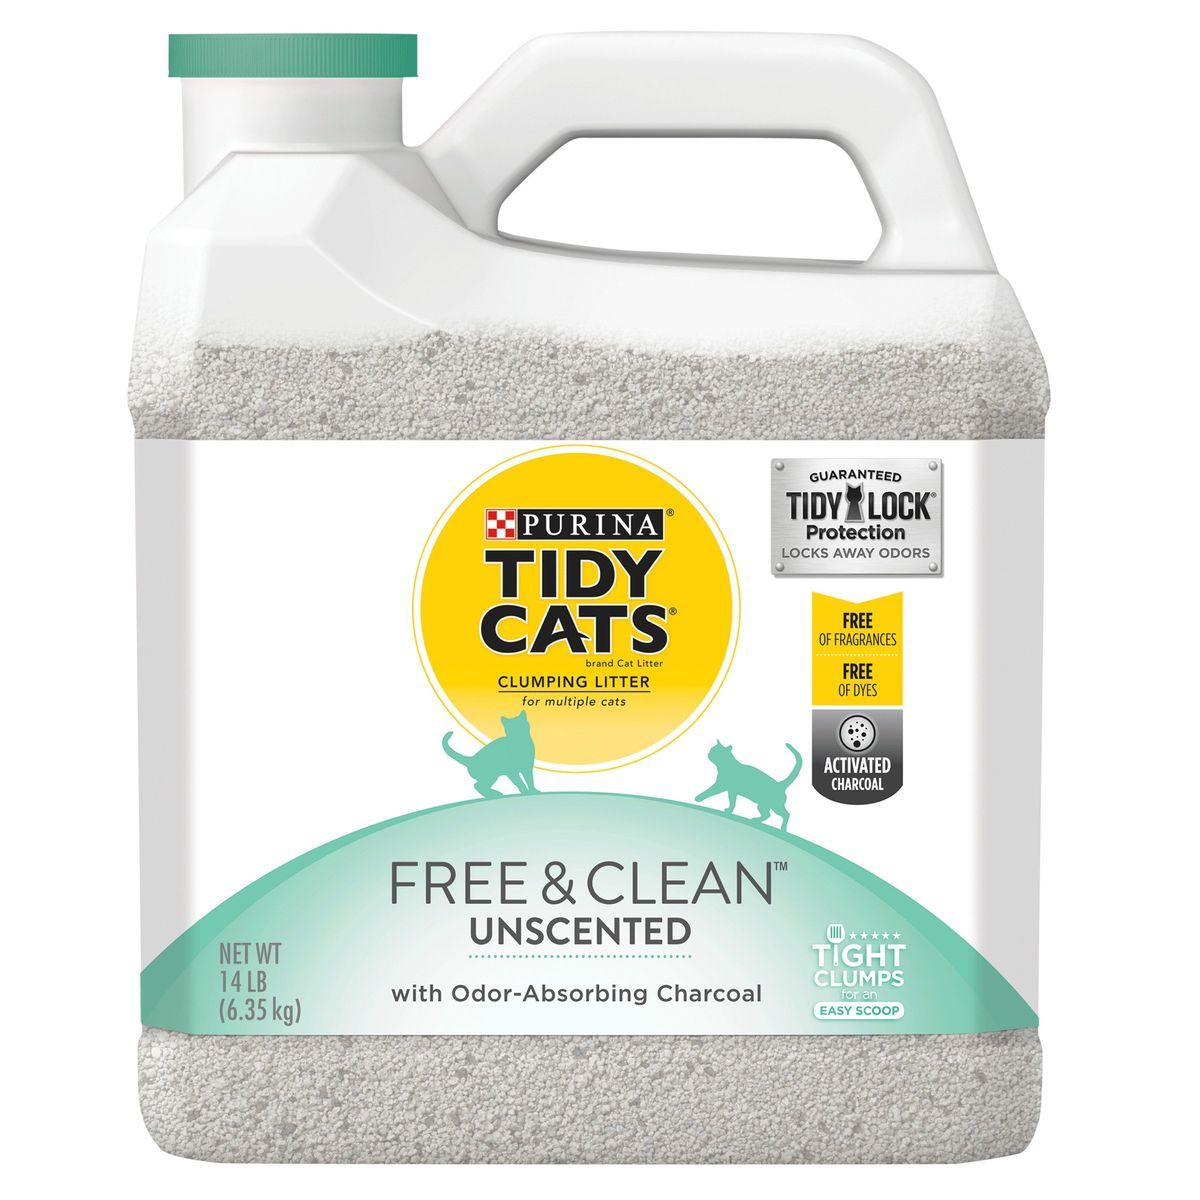 PURINA®
TIDY
CATS®
brand Cat Litter
CLUMPING LITTER
for multiple cats
GUARANTEED
TIDY LOCK®
Protection
LOCKS AWAY ODORS
FREE
OF FRAGRANCES
FREE
OF DYES
ACTIVATED
CHARCOAL
FREE & CLEAN™
UNSCENTED
with Odor-Absorbing Charcoal
NET WT
14 LB
(6.35 kg)
TIGHT
CLUMPS
for an
EASY SCOOP